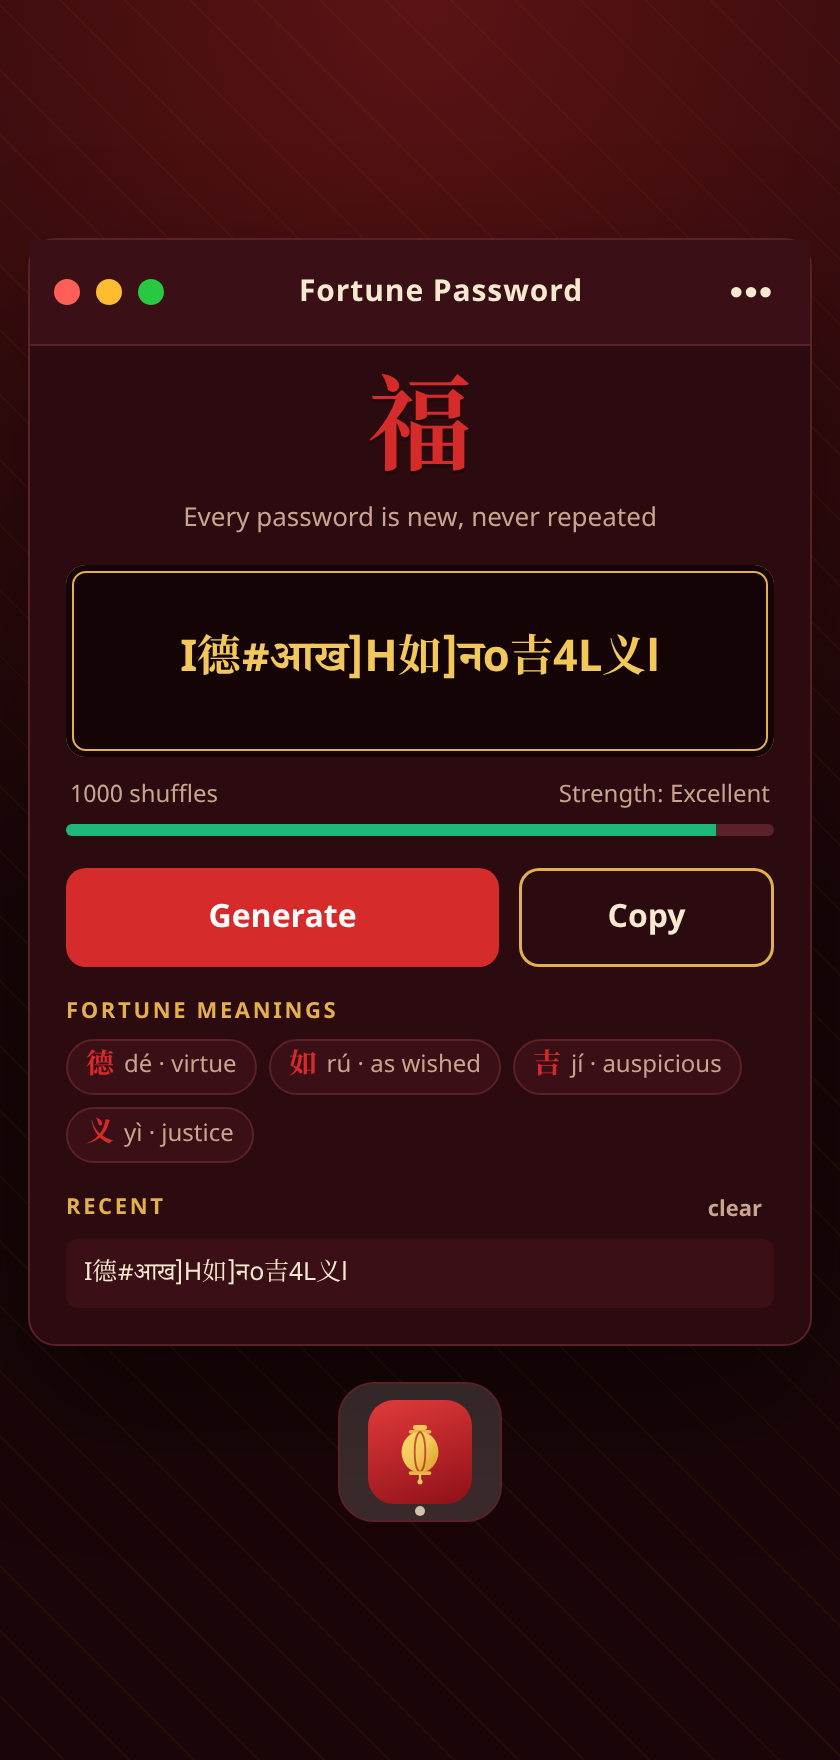 Fortune Password
•••
福
Every password is new, never repeated
I德#आख]H如]नo吉4L义l
1000 shuffles
Strength: Excellent
Generate
Copy
FORTUNE MEANINGS
德 dé · virtue
如 rú · as wished
吉 jí · auspicious
义 yì · justice
RECENT
clear
I德#आख]H如]नo吉4L义l